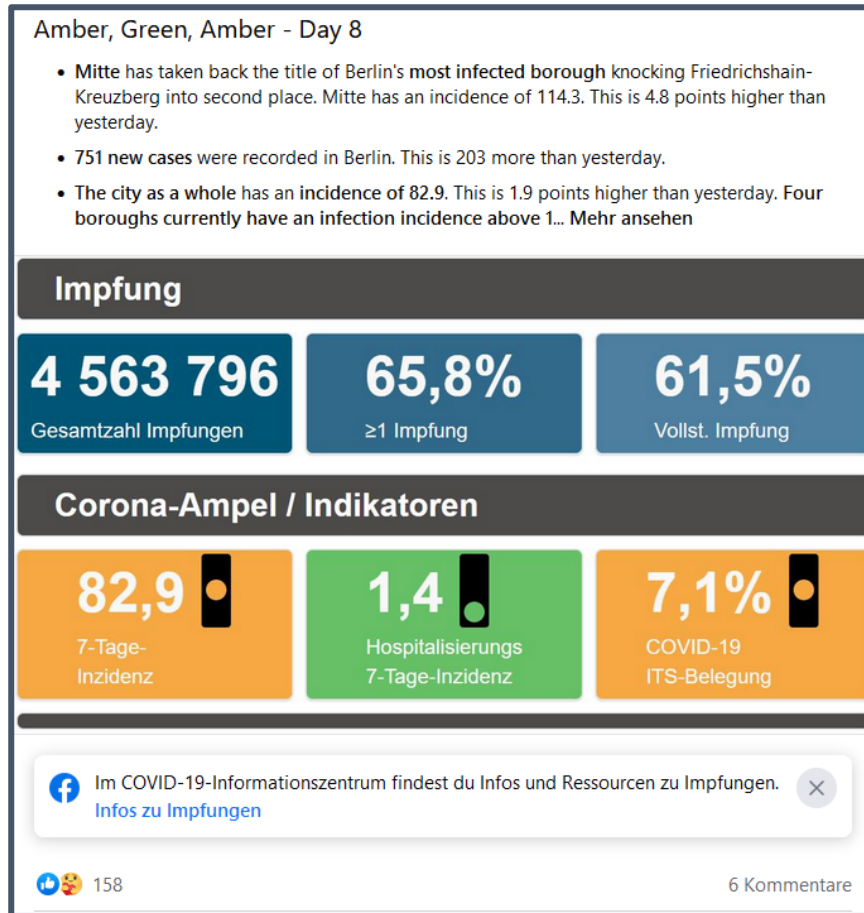 Amber, Green, Amber - Day 8
• Mitte has taken back the title of Berlin's most infected borough knocking Friedrichshain-
Kreuzberg into second place. Mitte has an incidence of 114.3. This is 4.8 points higher than
yesterday.
• 751 new cases were recorded in Berlin. This is 203 more than yesterday.
• The city as a whole has an incidence of 82.9. This is 1.9 points higher than yesterday. Four
boroughs currently have an infection incidence above 1... Mehr ansehen
Impfung
4 563 796
Gesamtzahl Impfungen
65,8%
≥1 Impfung
61,5%
Vollst. Impfung
Corona-Ampel / Indikatoren
82,9
7-Tage-
Inzidenz
1,4
Hospitalisierungs
7-Tage-Inzidenz
7,1%
COVID-19
ITS-Belegung
Im COVID-19-Informationszentrum findest du Infos und Ressourcen zu Impfungen.
Infos zu Impfungen
158
6 Kommentare